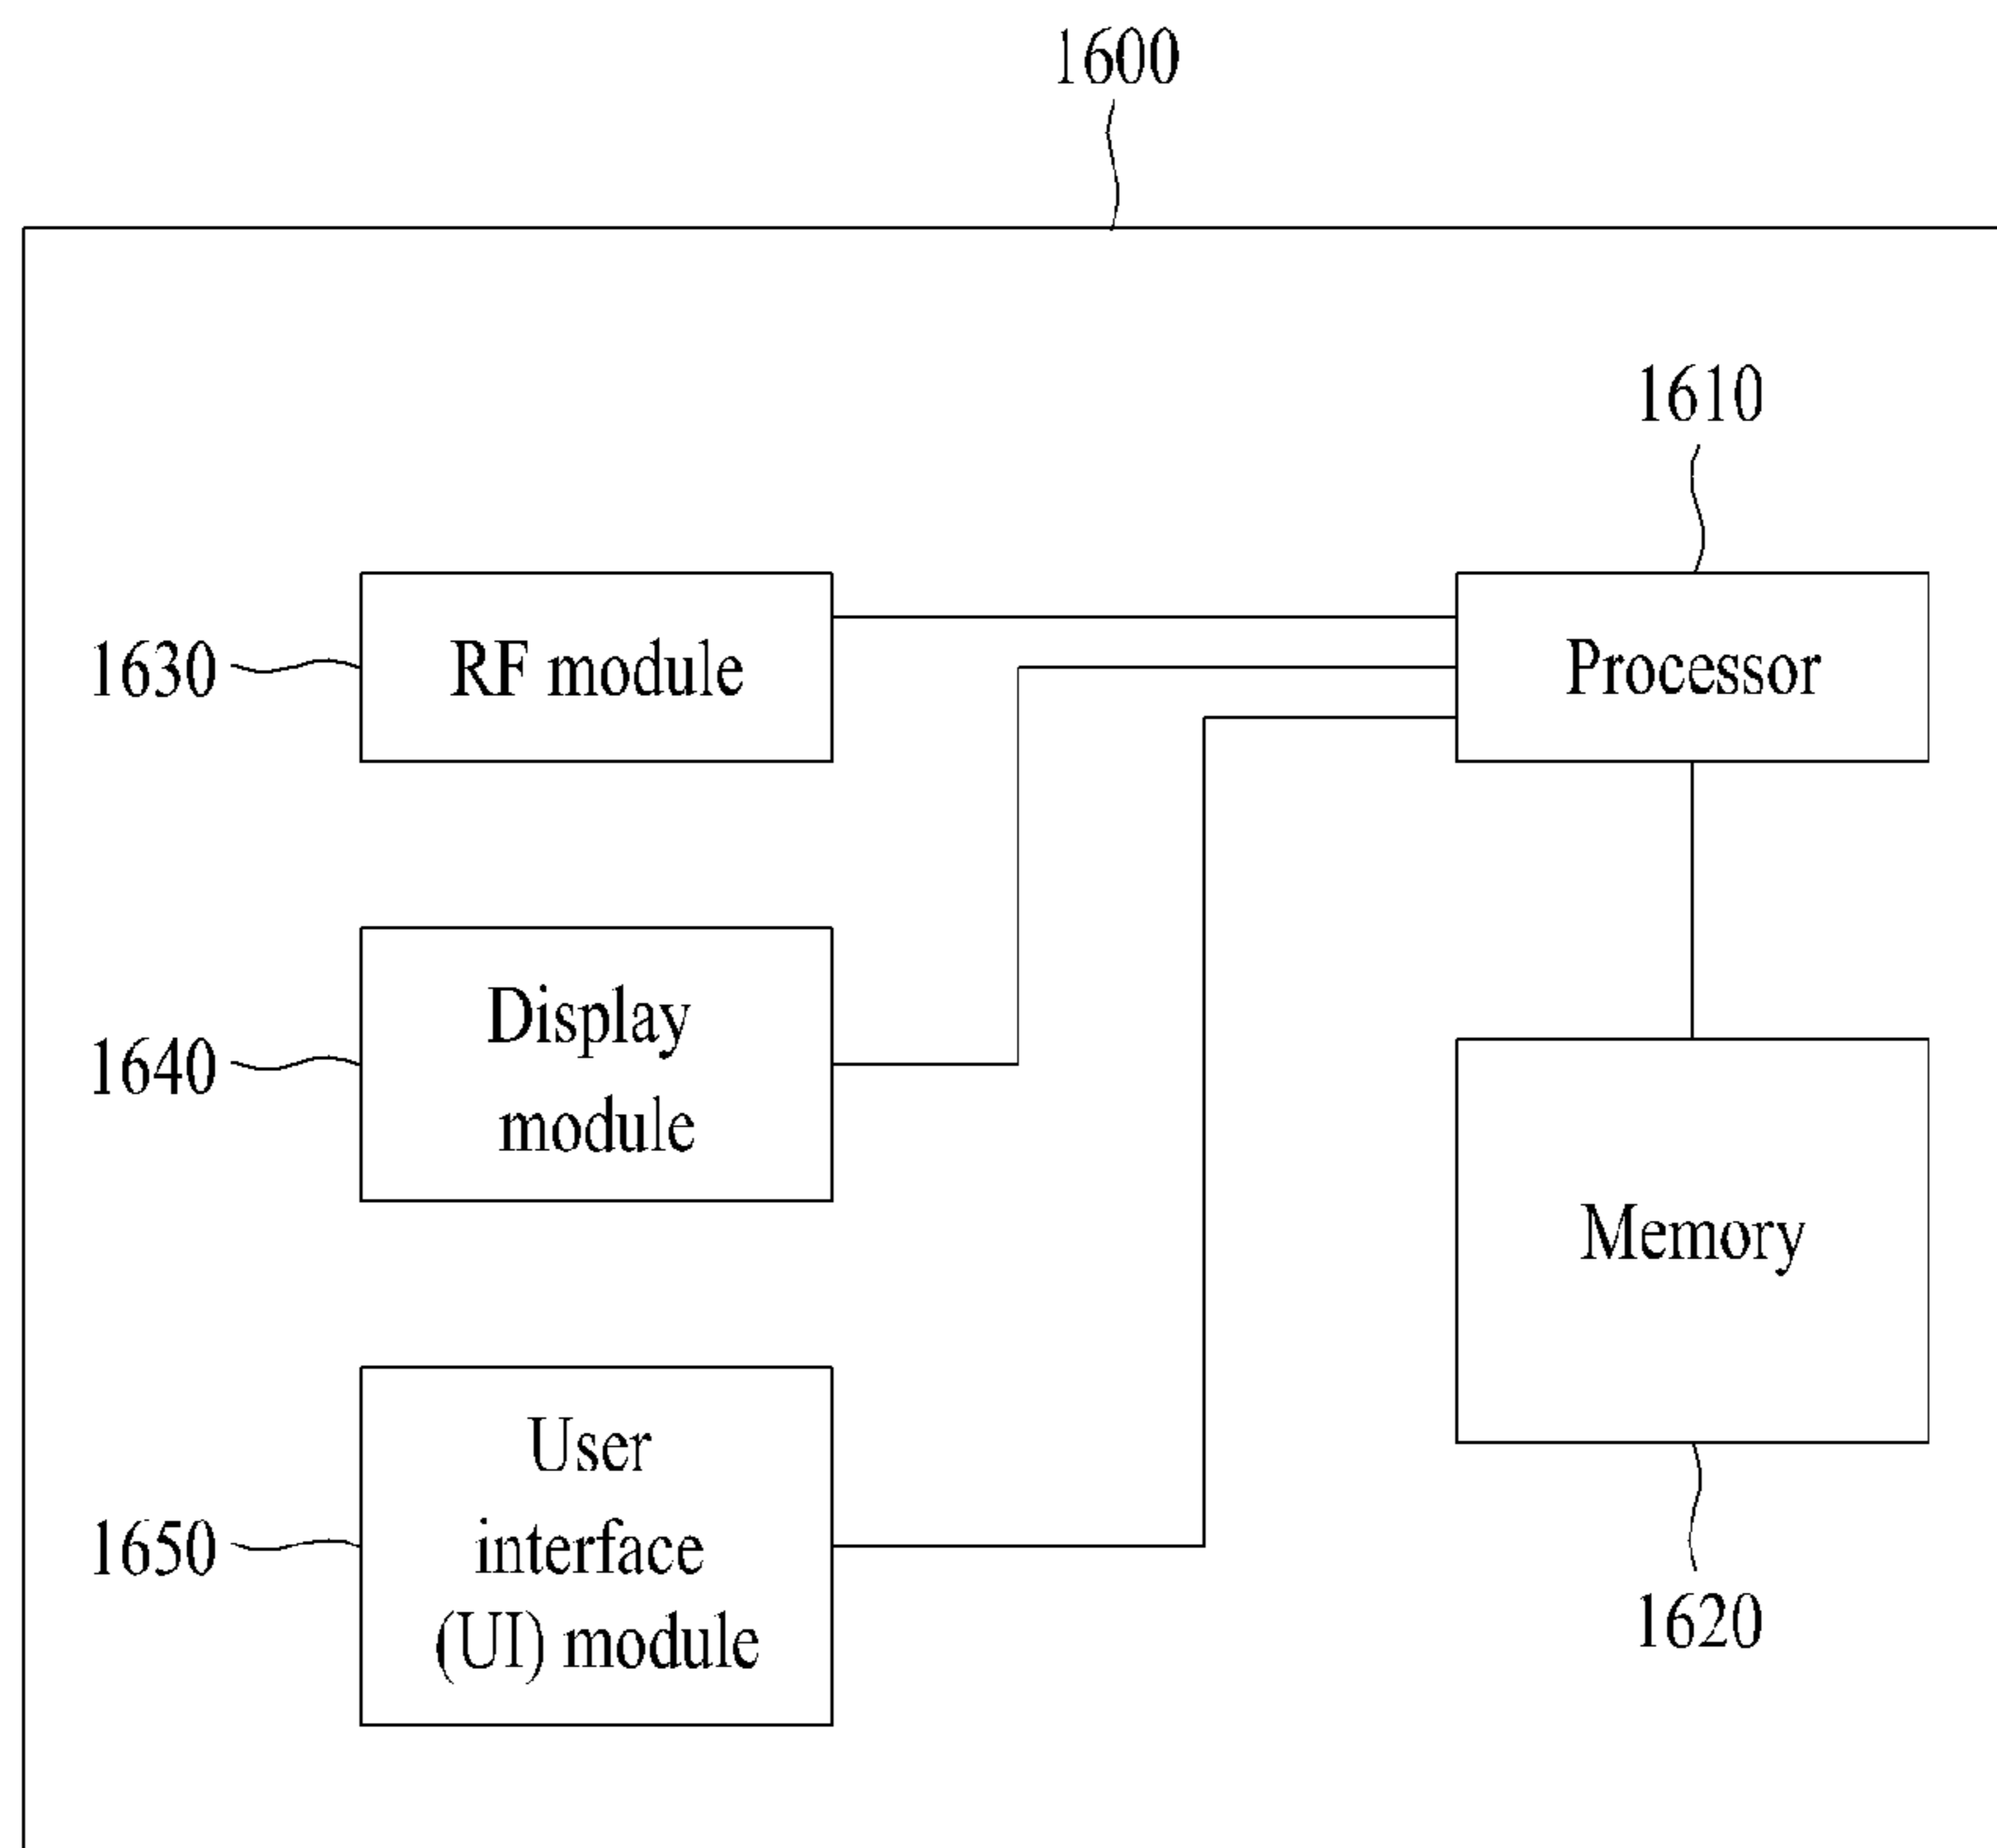 1600
1610
1630
RF module
Processor
1640
Display
module
Memory
1650
User
interface
(UI) module
1620